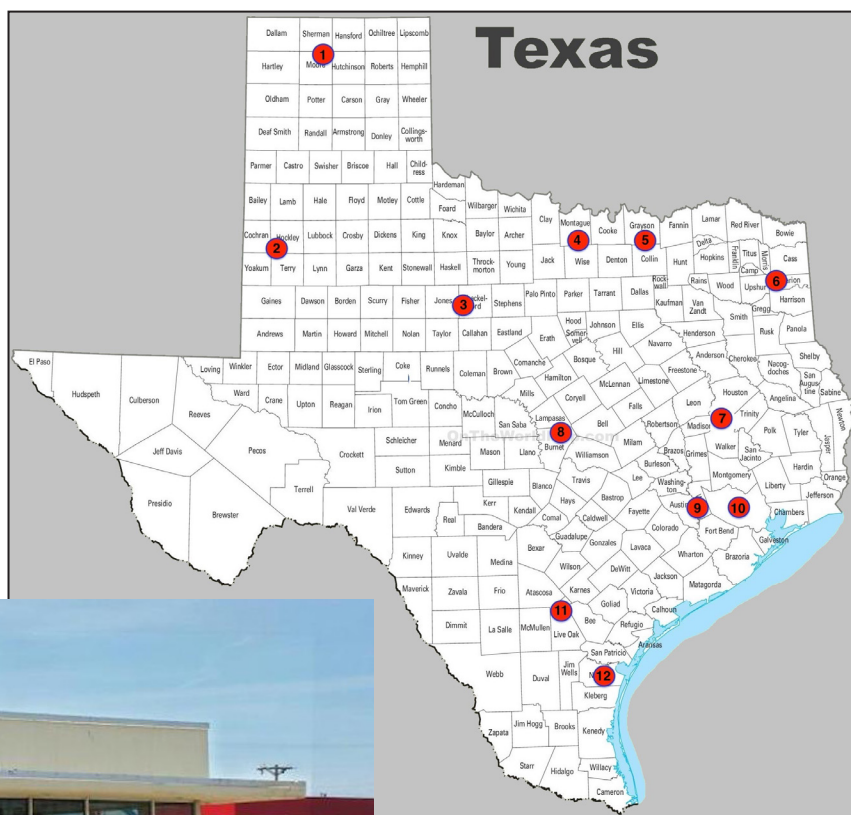 Texas
Dallam Sherman Hansford Ochiltree Lipscomb
1
Hartley Moore Hutchinson Roberts Hemphill
Oldham Potter Carson Gray Wheeler
Deaf Smith Randall Armstrong Donley Collings-
worth
Parmer Castro Swisher Briscoe Hall Child-
ress
Hardeman
Bailey Lamb Hale Floyd Motley Cottle Foard Wilbarger Wichita
Clay Montague Cooke Grayson Fannin Lamar Red River Bowie
Cochran Hockley Lubbock Crosby Dickens King Knox Baylor Archer
2 4 5
Delta Franklin Titus Morris Cass
Yoakum Terry Lynn Garza Kent Stonewall Haskell Throck-
morton Young Jack Wise Denton Collin Hunt Hopkins Camp
Rock-
wall Rains Wood Upshur 6 Harrison
Gaines Dawson Borden Scurry Fisher Jones 3 Stephens Palo Pinto Parker Tarrant Dallas Kaufman Van
Zandt Smith Gregg
Andrews Martin Howard Mitchell Nolan Taylor Callahan Eastland Erath Hood Somer-
vell Johnson Ellis Henderson Rusk Panola
El Paso Hudspeth Culberson Loving Winkler Ector Midland Glasscock Sterling Coke Runnels Coleman Brown Comanche Bosque Hill Navarro Anderson Cherokee Shelby
Nacog-
doches
Reeves Ward Crane Upton Reagan Irion Tom Green Concho McCulloch Mills Hamilton McLennan Limestone Freestone Leon Houston Angelina San
Augus-
tine Sabine
San Saba Lampasas Coryell Falls Robertson Madison 7 Trinity Polk Tyler Jasper Newton
8
OnTheWorld .com
Jeff Davis Pecos Crockett Schleicher Menard Mason Llano Burnet Bell Milam Brazos Grimes Walker San
Jacinto
Presidio Brewster Terrell Sutton Kimble Williamson Burleson Montgomery Liberty Hardin Orange
Val Verde Edwards Gillespie Blanco Travis Lee Washing-
ton Jefferson
Real Kerr Kendall Hays Bastrop Fayette Austin 9 10 Chambers
Bandera Comal Caldwell Colorado Fort Bend Galveston
Kinney Uvalde Medina Bexar Guadalupe Gonzales Lavaca Wharton Brazoria
Maverick Zavala Frio Atascosa Wilson Karnes DeWitt Jackson Matagorda
11
Dimmit La Salle McMullen Live Oak Bee Goliad Victoria Calhoun
Refugio Aransas
San Patricio
Webb Duval Jim
Wells 12
Kleberg
Zapata Jim Hogg Brooks Kenedy
Starr Hidalgo Willacy
Cameron